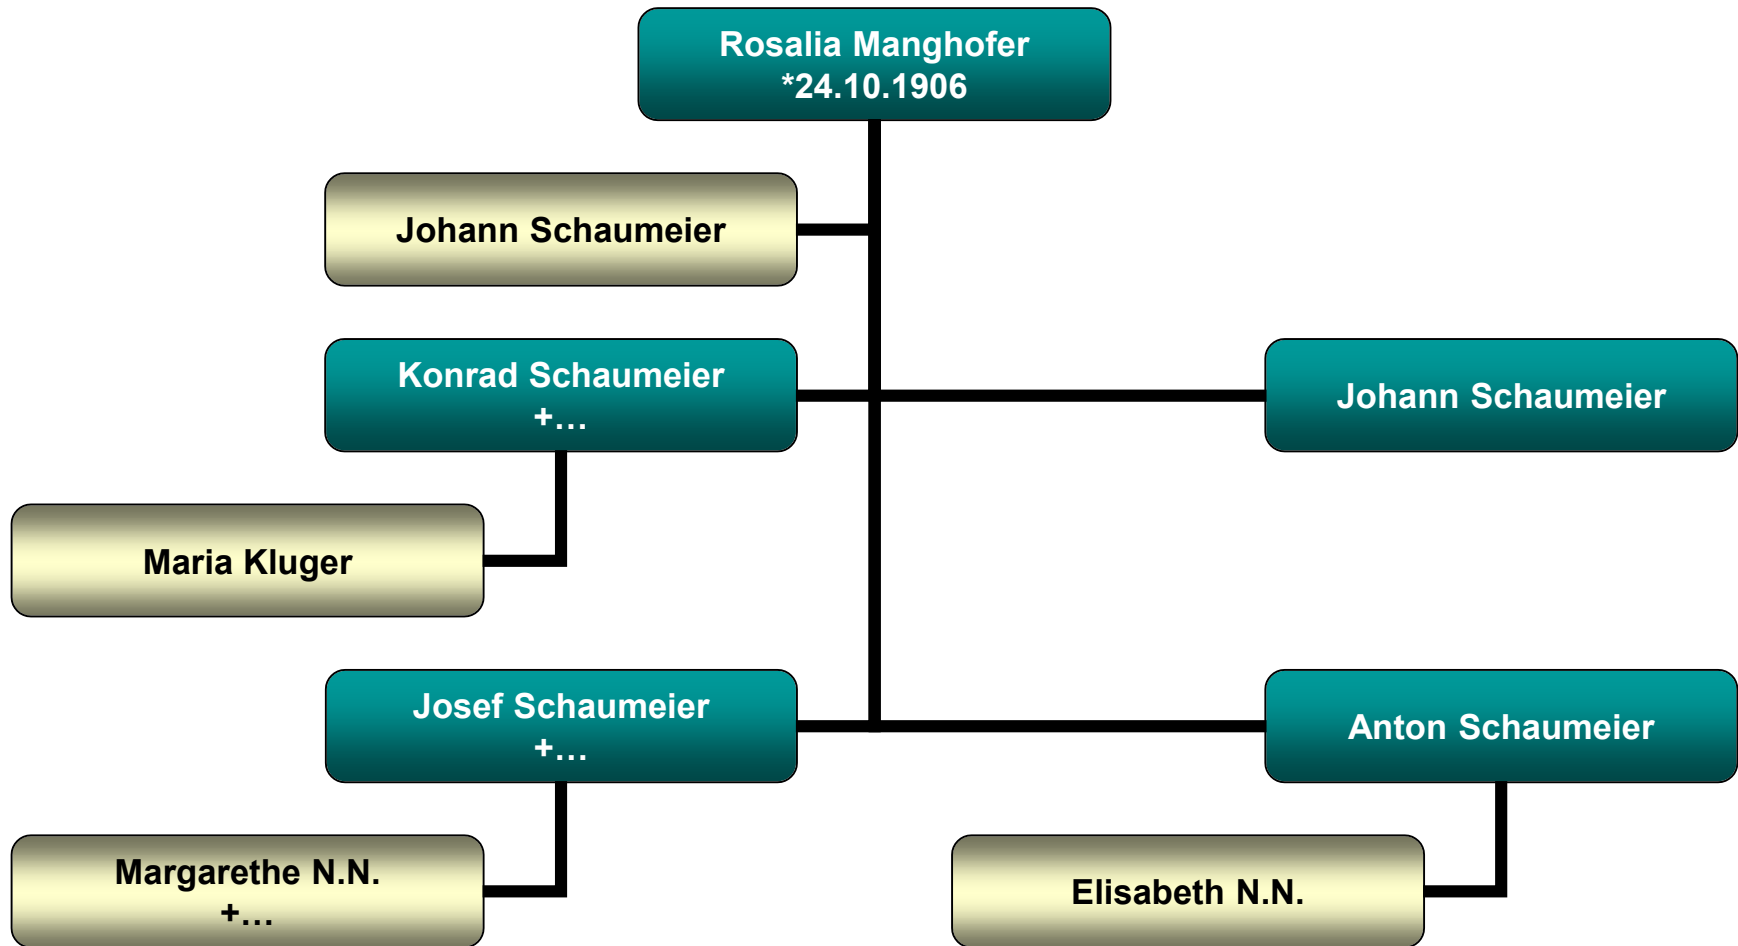 Rosalia Manghofer
*24.10.1906
Johann Schaumeier
Konrad Schaumeier
+...
Johann Schaumeier
Maria Kluger
Josef Schaumeier
+...
Anton Schaumeier
Margarethe N.N.
+...
Elisabeth N.N.